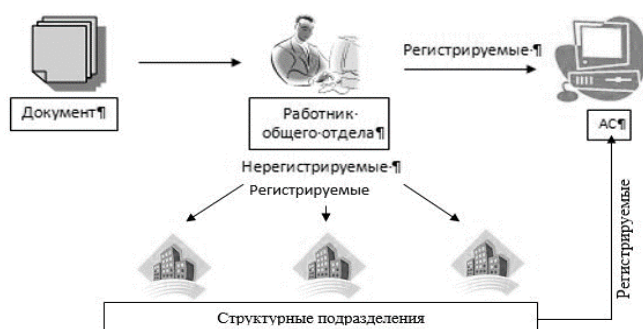 Регистрируемые·¶
Документ¶
Работник·
общего·отдела¶
АС¶
Нерегистрируемые·¶
Регистрируемые
Регистрируемые
Структурные подразделения